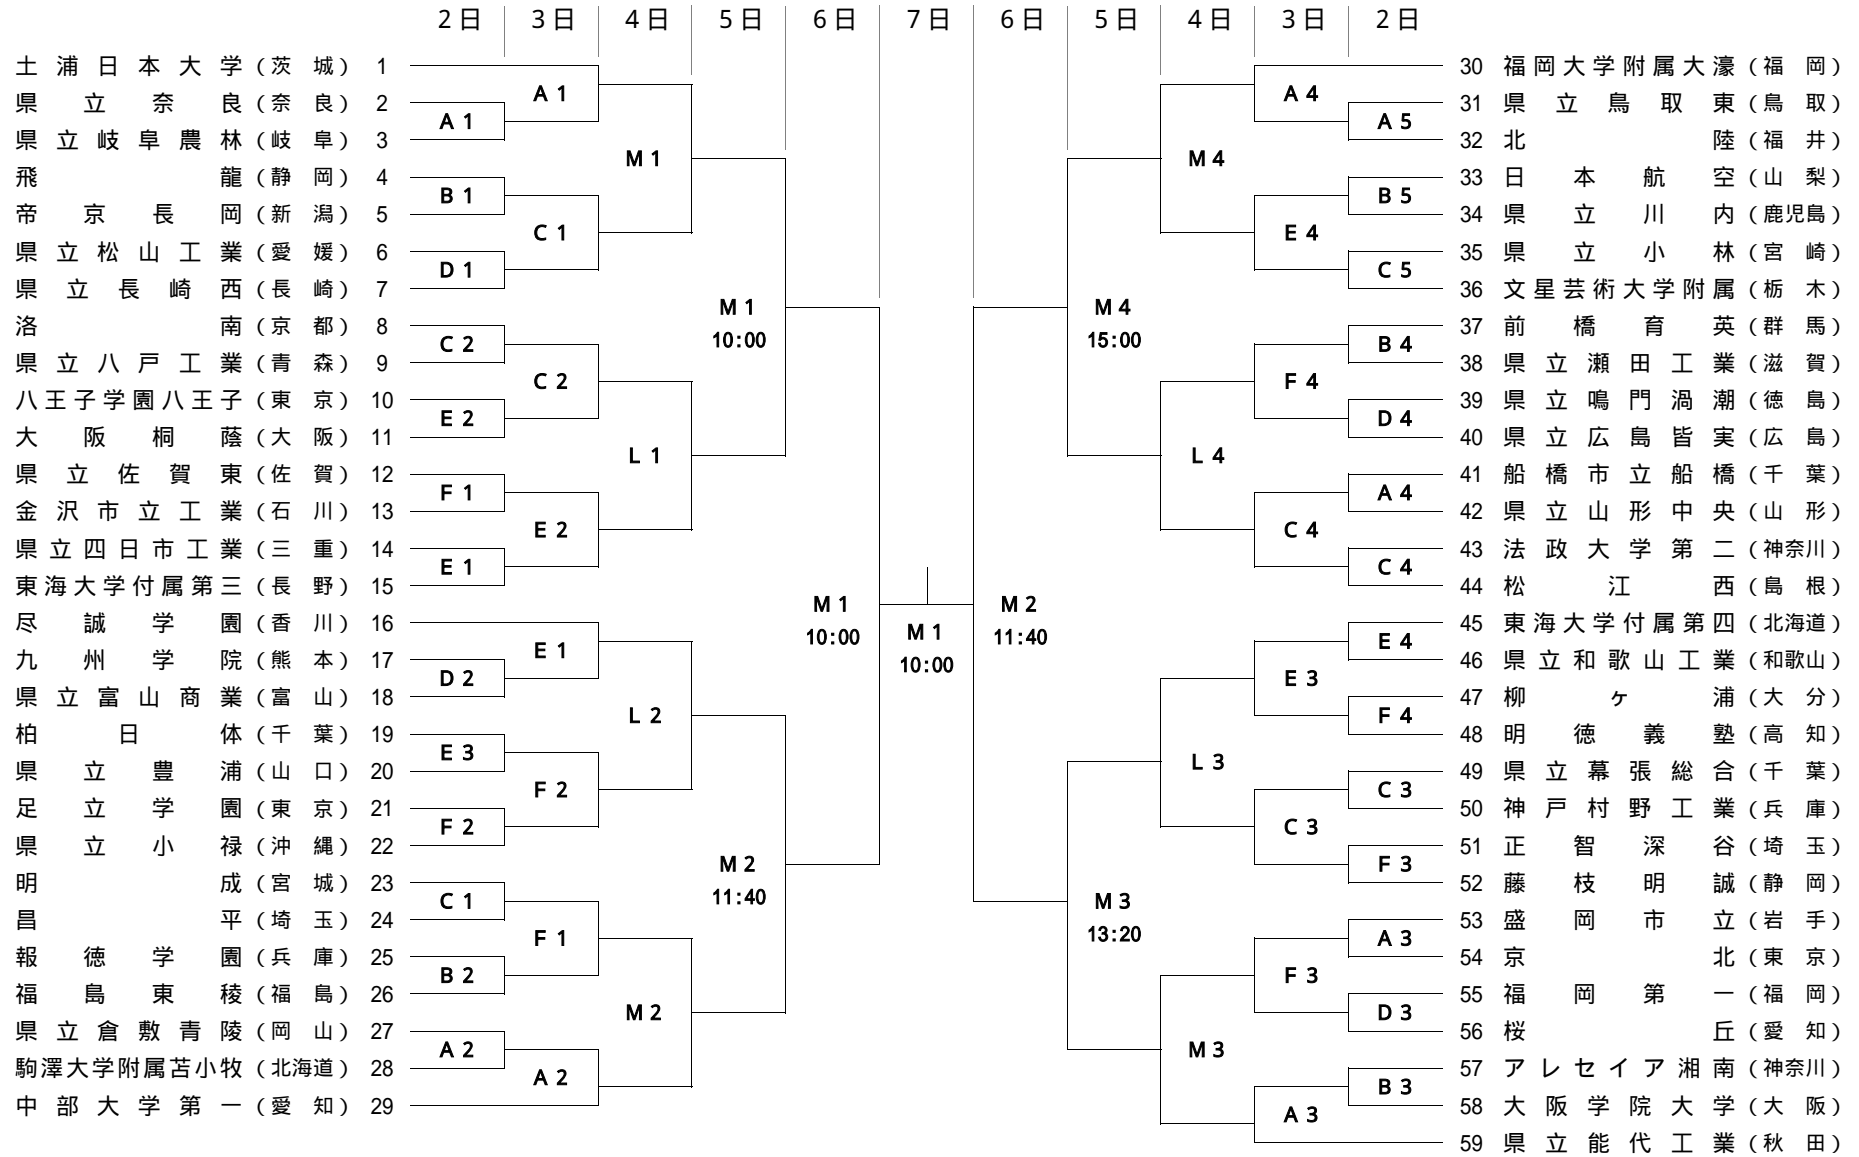 2日 3日 4日 5日 6日 7日 6日 5日 4日 3日 2日
土浦日本大学(茨城) 1
県立奈良(奈良) 2
県立岐阜農林(岐阜) 3
飛龍(静岡) 4
帝京長岡(新潟) 5
県立松山工業(愛媛) 6
県立長崎西(長崎) 7
洛南(京都) 8
県立八戸工業(青森) 9
八王子学園八王子(東京) 10
大阪桐蔭(大阪) 11
県立佐賀東(佐賀) 12
金沢市立工業(石川) 13
県立四日市工業(三重) 14
東海大学付属第三(長野) 15
尽誠学園(香川) 16
九州学院(熊本) 17
県立富山商業(富山) 18
柏日体(千葉) 19
県立豊浦(山口) 20
足立学園(東京) 21
県立小禄(沖縄) 22
明成(宮城) 23
昌平(埼玉) 24
報徳学園(兵庫) 25
福島東稜(福島) 26
県立倉敷青陵(岡山) 27
駒澤大学附属苫小牧(北海道) 28
中部大学第一(愛知) 29
A1
B1
D1
C2
E2
F1
E1
D2
E3
F2
C1
B2
A2
A1
C1
C2
E2
E1
F2
F1
A2
M1
L1
L2
M2
M1
10:00
M2
11:40
M1
10:00
M1
10:00
M2
11:40
M4
15:00
M3
13:20
M4
L4
L3
M3
A4
E4
F4
C4
E3
C3
F3
A3
A5
B5
C5
B4
D4
A4
C4
E4
F4
C3
F3
A3
D3
B3
30 福岡大学附属大濠(福岡)
31 県立鳥取東(鳥取)
32 北陸(福井)
33 日本航空(山梨)
34 県立川内(鹿児島)
35 県立小林(宮崎)
36 文星芸術大学附属(栃木)
37 前橋育英(群馬)
38 県立瀬田工業(滋賀)
39 県立鳴門渦潮(徳島)
40 県立広島皆実(広島)
41 船橋市立船橋(千葉)
42 県立山形中央(山形)
43 法政大学第二(神奈川)
44 松江西(島根)
45 東海大学付属第四(北海道)
46 県立和歌山工業(和歌山)
47 柳ヶ浦(大分)
48 明徳義塾(高知)
49 県立幕張総合(千葉)
50 神戸村野工業(兵庫)
51 正智深谷(埼玉)
52 藤枝明誠(静岡)
53 盛岡市立(岩手)
54 京北(東京)
55 福岡第一(福岡)
56 桜丘(愛知)
57 アレセイア湘南(神奈川)
58 大阪学院大学(大阪)
59 県立能代工業(秋田)